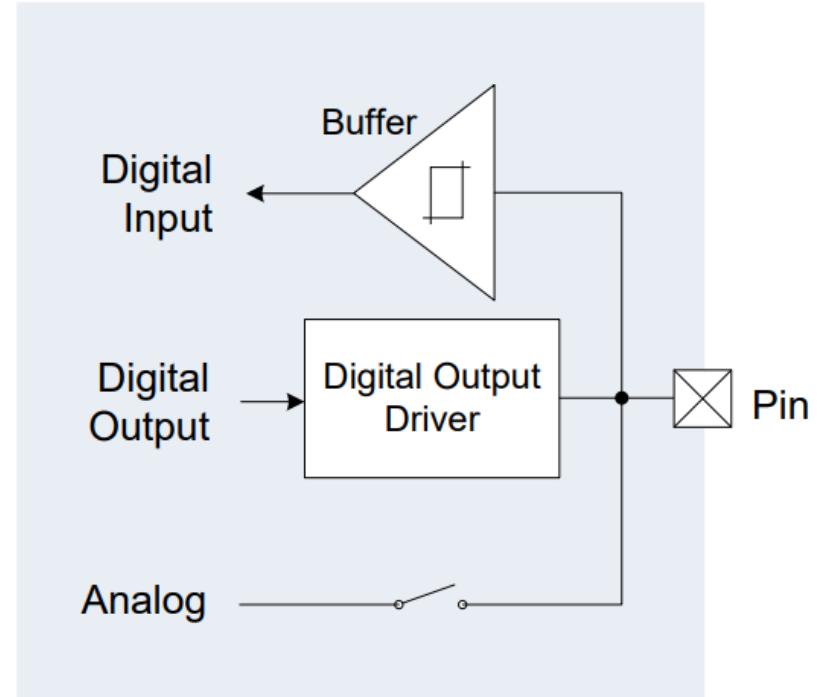 Buffer
Digital
Input
Digital
Output
Digital Output
Driver
Pin
Analog